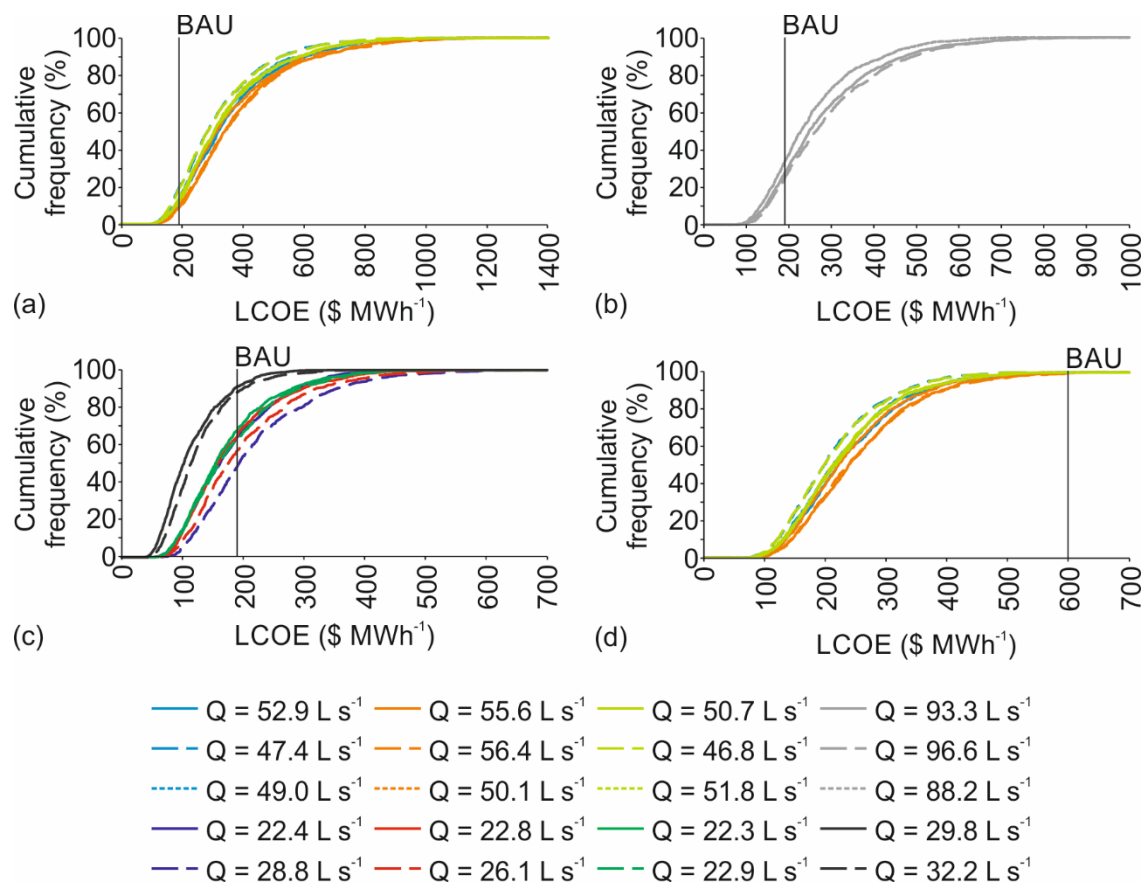 BAU
100
80
60
40
20
0
Cumulative
frequency (%)
0
200
400
600
800
1000
1200
1400
LCOE ($ MWh⁻¹)
(a)
BAU
100
80
60
40
20
0
Cumulative
frequency (%)
0
100
200
300
400
500
600
700
800
900
1000
LCOE ($ MWh⁻¹)
(b)
BAU
100
80
60
40
20
0
Cumulative
frequency (%)
0
100
200
300
400
500
600
700
LCOE ($ MWh⁻¹)
(c)
BAU
100
80
60
40
20
0
Cumulative
frequency (%)
0
100
200
300
400
500
600
700
LCOE ($ MWh⁻¹)
(d)
Q = 52.9 L s⁻¹ Q = 55.6 L s⁻¹ Q = 50.7 L s⁻¹ Q = 93.3 L s⁻¹
Q = 47.4 L s⁻¹ Q = 56.4 L s⁻¹ Q = 46.8 L s⁻¹ Q = 96.6 L s⁻¹
Q = 49.0 L s⁻¹ Q = 50.1 L s⁻¹ Q = 51.8 L s⁻¹ Q = 88.2 L s⁻¹
Q = 22.4 L s⁻¹ Q = 22.8 L s⁻¹ Q = 22.3 L s⁻¹ Q = 29.8 L s⁻¹
Q = 28.8 L s⁻¹ Q = 26.1 L s⁻¹ Q = 22.9 L s⁻¹ Q = 32.2 L s⁻¹